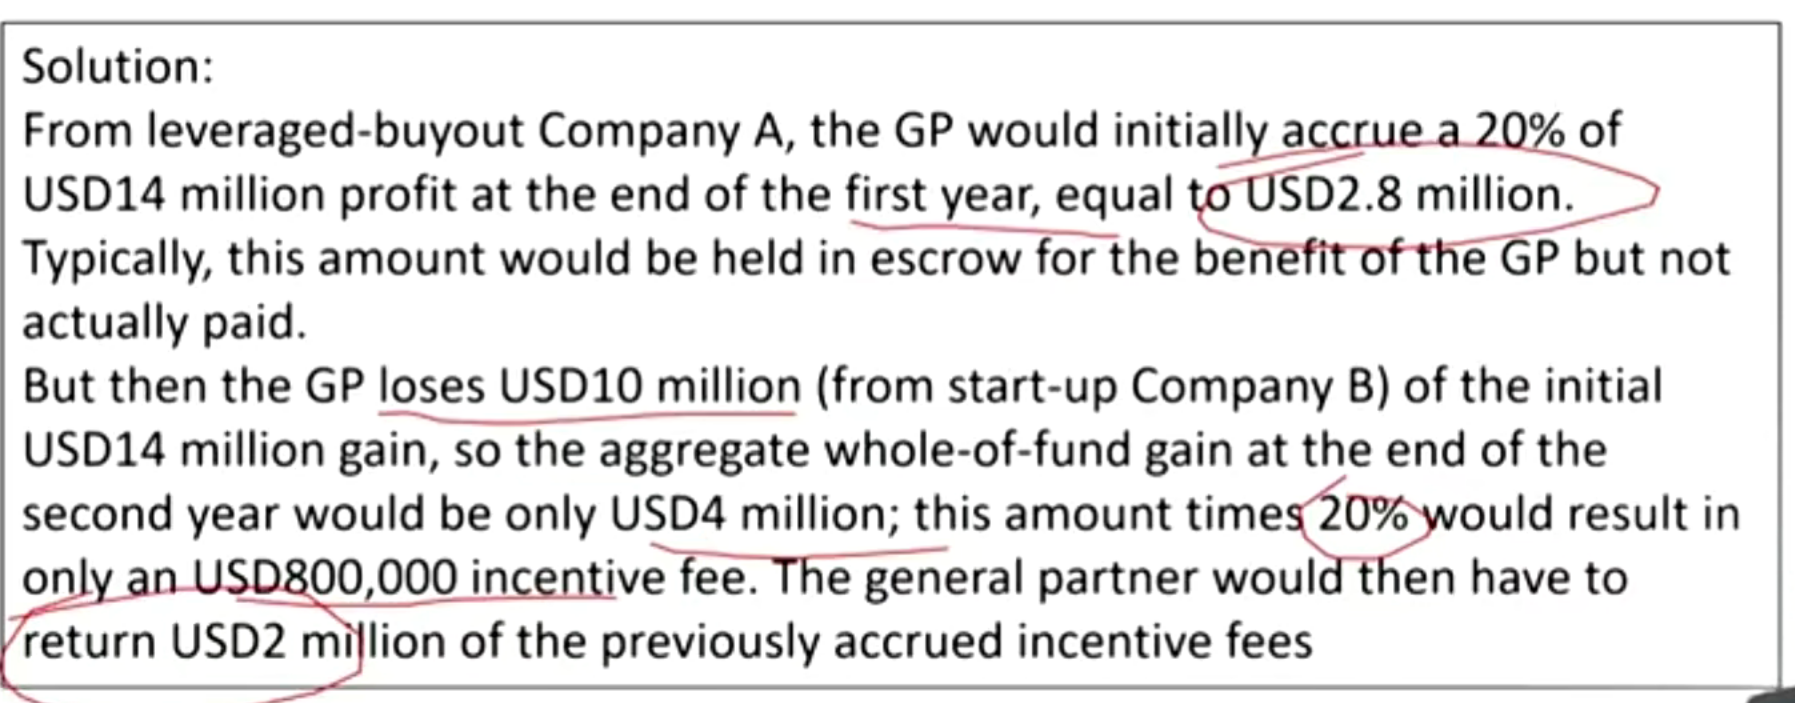 Solution:
From leveraged-buyout Company A, the GP would initially accrue a 20% of
USD14 million profit at the end of the first year, equal to USD2.8 million.
Typically, this amount would be held in escrow for the benefit of the GP but not
actually paid.
But then the GP loses USD10 million (from start-up Company B) of the initial
USD14 million gain, so the aggregate whole-of-fund gain at the end of the
second year would be only USD4 million; this amount times 20% would result in
only an USD800,000 incentive fee. The general partner would then have to
return USD2 million of the previously accrued incentive fees